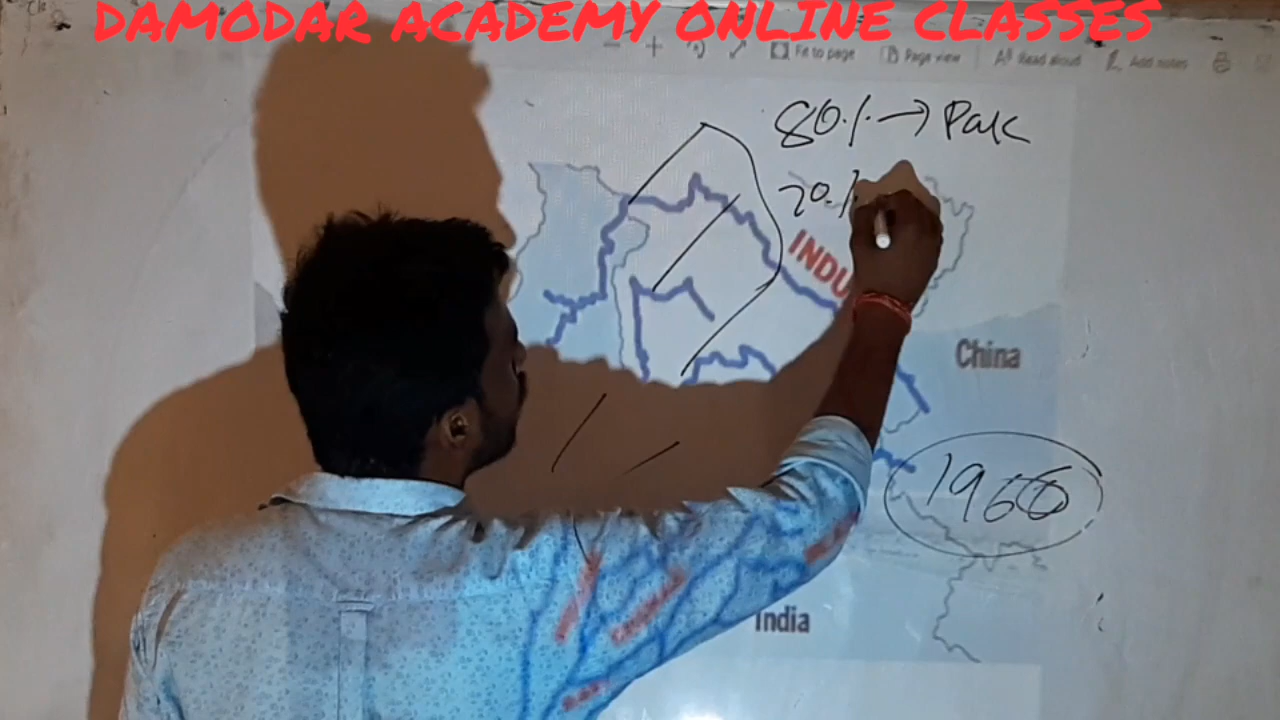 DAMODAR ACADEMY ONLINE CLASSES
Fit to page
Page view
Read aloud
Add notes
80% → Pak
20%
INDU
China
1966
India